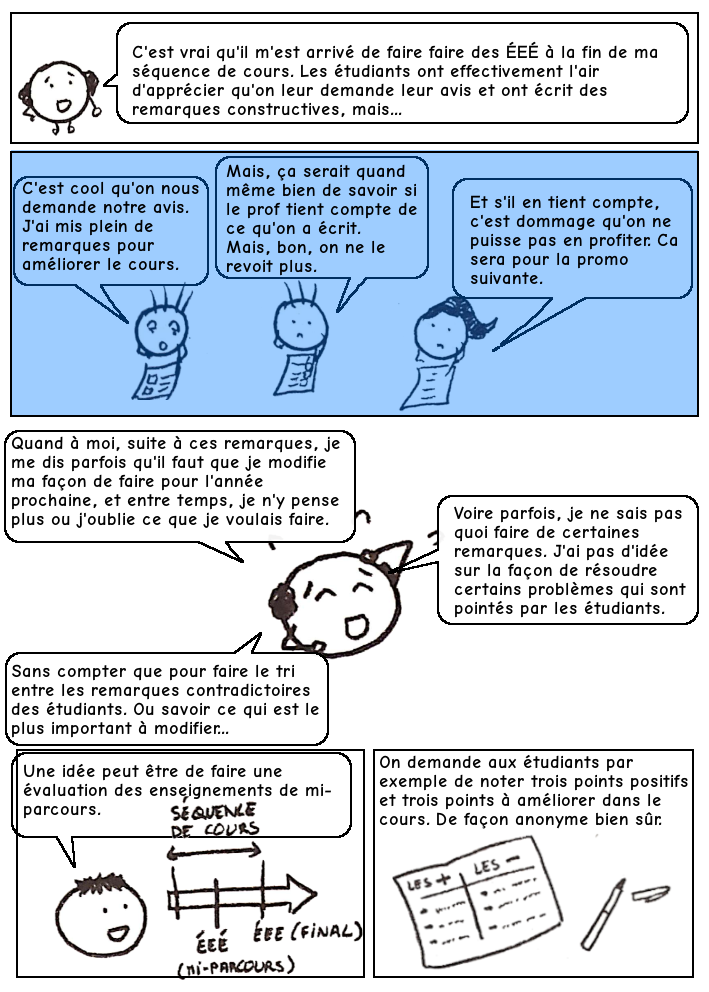 C'est vrai qu'il m'est arrivé de faire faire des ÉEÉ à la fin de ma
séquence de cours. Les étudiants ont effectivement l'air
d'apprécier qu'on leur demande leur avis et ont écrit des
remarques constructives, mais...
C'est cool qu'on nous
demande notre avis.
J'ai mis plein de
remarques pour
améliorer le cours.
Mais, ça serait quand
même bien de savoir si
le prof tient compte de
ce qu'on a écrit.
Mais, bon, on ne le
revoit plus.
Et s'il en tient compte,
c'est dommage qu'on ne
puisse pas en profiter. Ca
sera pour la promo
suivante.
Quand à moi, suite à ces remarques, je
me dis parfois qu'il faut que je modifie
ma façon de faire pour l'année
prochaine, et entre temps, je n'y pense
plus ou j'oublie ce que je voulais faire.
Voire parfois, je ne sais pas
quoi faire de certaines
remarques. J'ai pas d'idée
sur la façon de résoudre
certains problèmes qui sont
pointés par les étudiants.
Sans compter que pour faire le tri
entre les remarques contradictoires
des étudiants. Ou savoir ce qui est le
plus important à modifier...
Une idée peut être de faire une
évaluation des enseignements de mi-
parcours.
SÉQUENCE
DE COURS
ÉEÉ
(Mi-PARCOURS)
ÉEÉ (FiNAL)
On demande aux étudiants par
exemple de noter trois points positifs
et trois points à améliorer dans le
cours. De façon anonyme bien sûr.
LES +
LES -